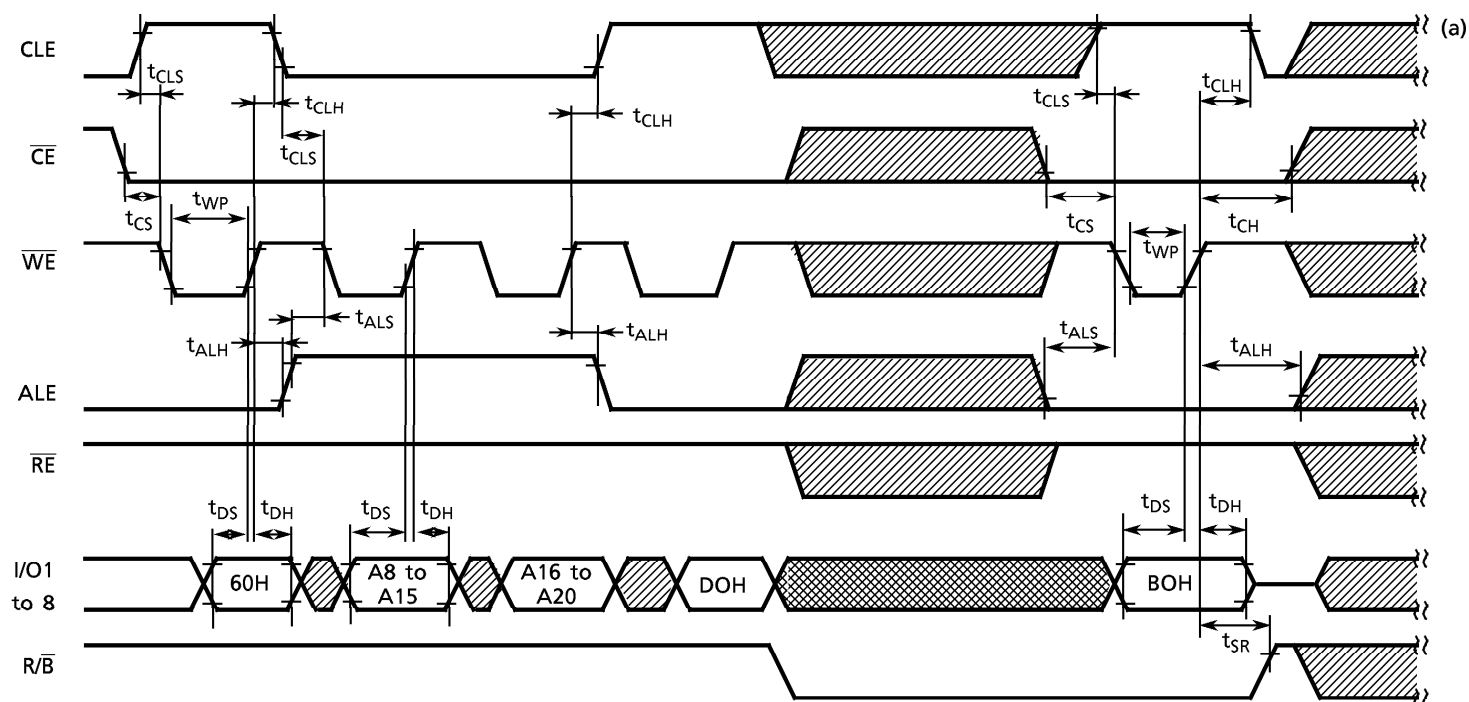 CLE
(a)
tCLS
tCLH
tCLS
tCLH
tCLS
tCLH
CE
tCS
tWP
tCS
tWP
tCH
WE
tALH
tALS
tALH
tALS
tALH
ALE
RE
tDS
tDH
tDS
tDH
tDS
tDH
I/O1
to 8
60H
A8 to
A15
A16 to
A20
DOH
BOH
tSR
R/B